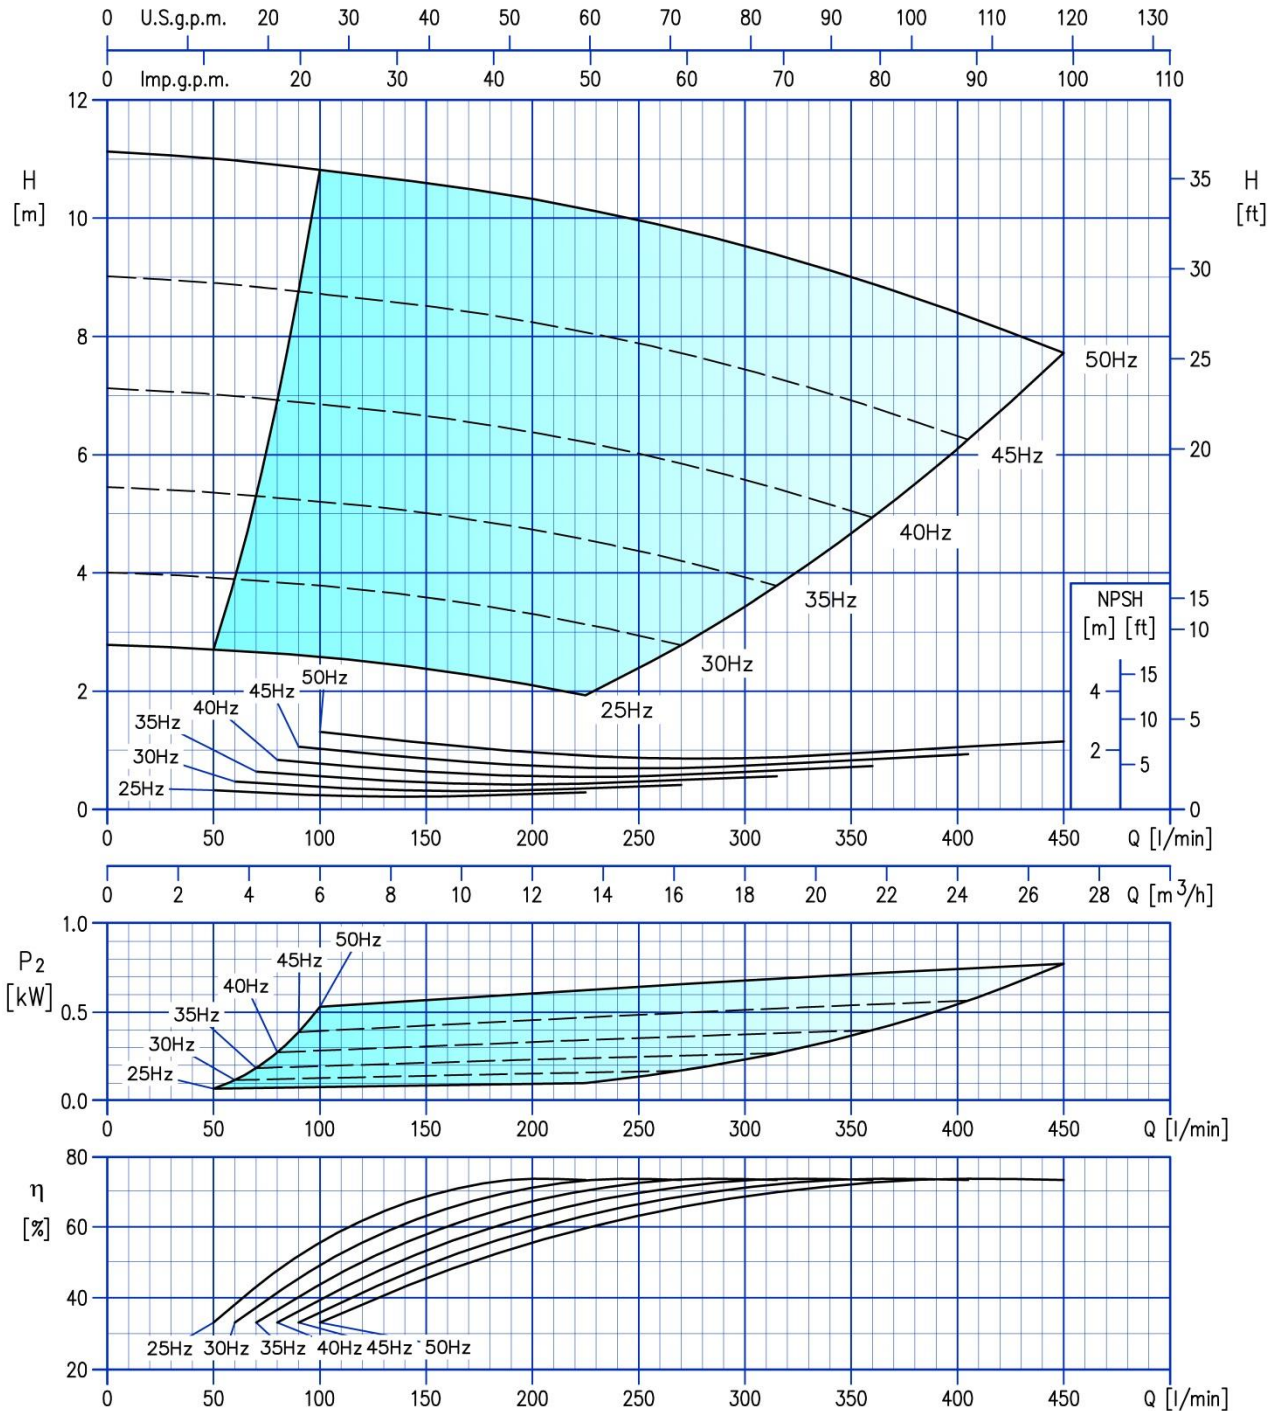 0 U.S.g.p.m. 20 30 40 50 60 70 80 90 100 110 120 130
0 Imp.g.p.m. 20 30 40 50 60 70 80 90 100 110
12
10
8
6
4
2
0
H
[m]
H
[ft]
35
30
25
20
15
10
5
0
50Hz
45Hz
40Hz
35Hz
30Hz
25Hz
NPSH
[m] [ft]
4
2
15
10
5
50Hz
45Hz
40Hz
35Hz
30Hz
25Hz
0 50 100 150 200 250 300 350 400 450 Q [l/min]
0 2 4 6 8 10 12 14 16 18 20 22 24 26 28 Q [m³/h]
1.0
0.5
0.0
P2
[kW]
50Hz
45Hz
40Hz
35Hz
30Hz
25Hz
0 50 100 150 200 250 300 350 400 450 Q [l/min]
80
60
40
20
η
[%]
25Hz 30Hz 35Hz 40Hz 45Hz 50Hz
0 50 100 150 200 250 300 350 400 450 Q [l/min]